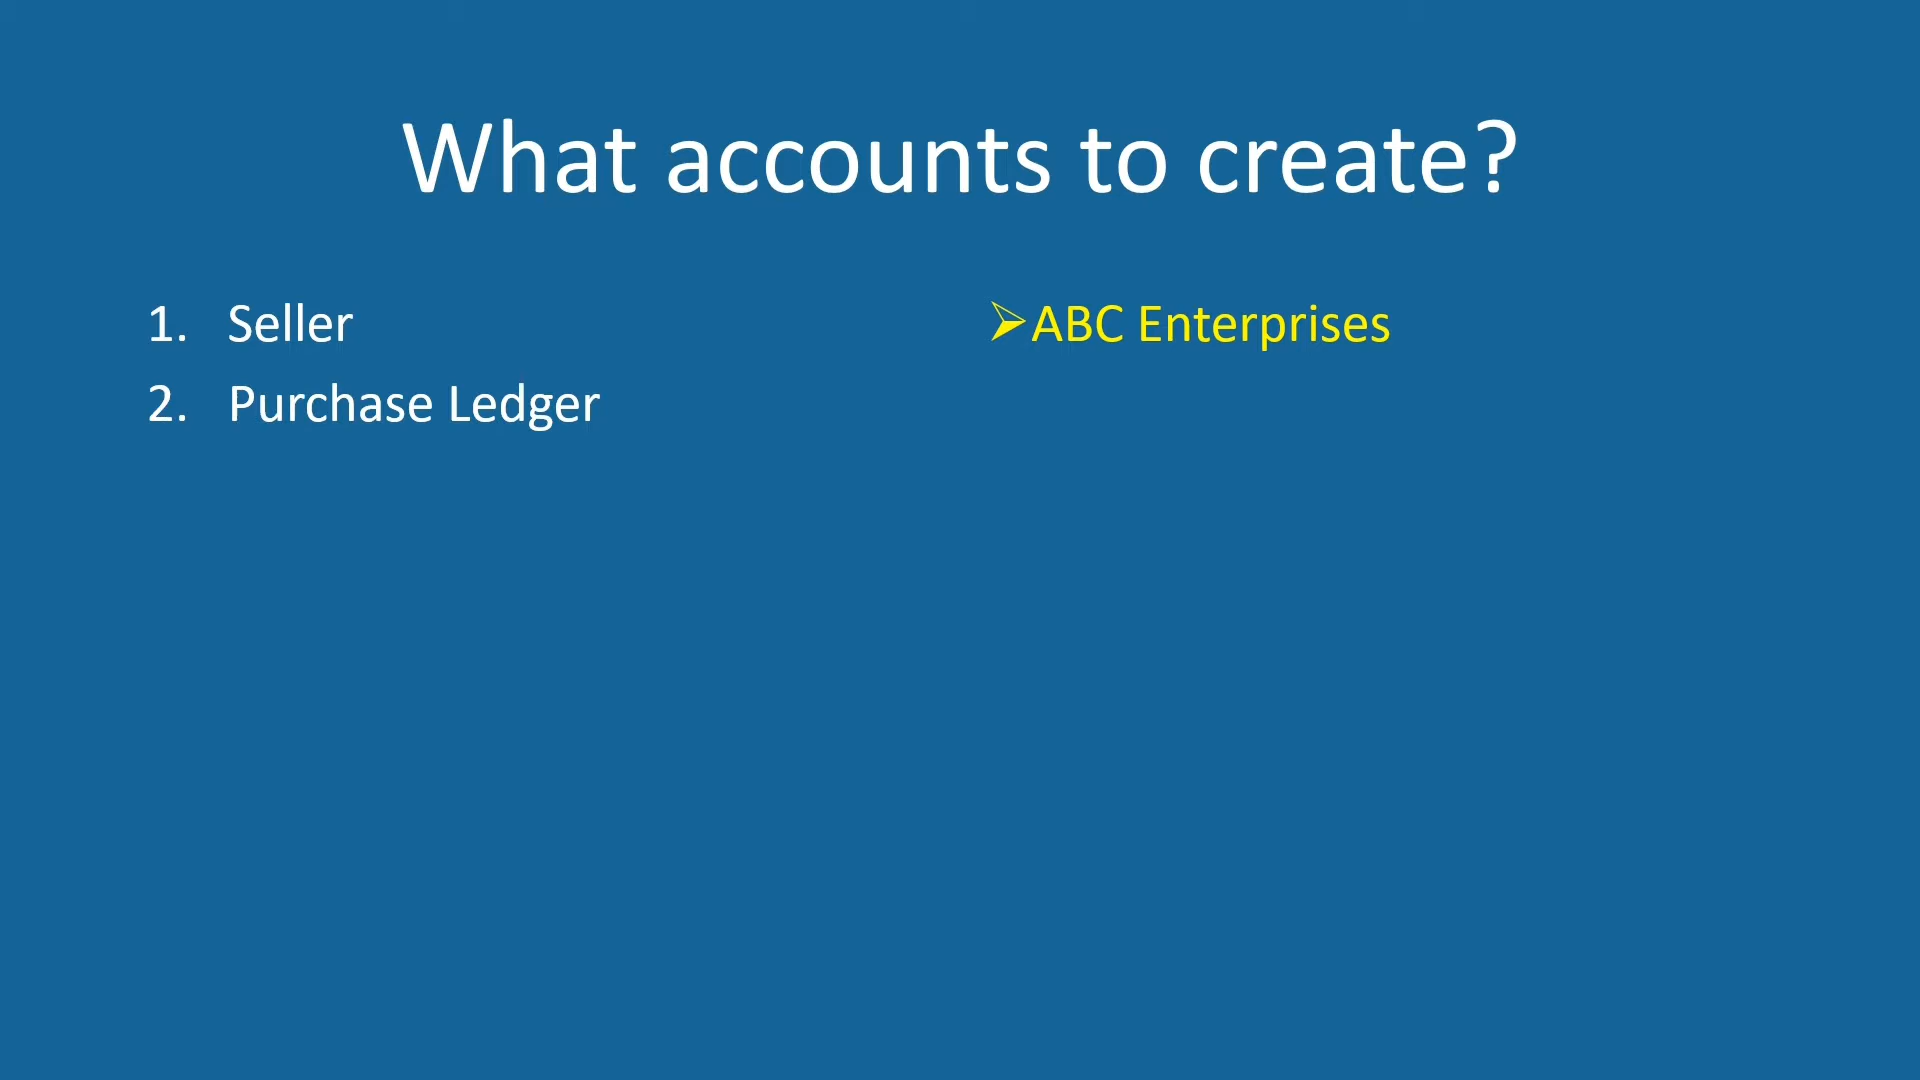 What accounts to create?
1. Seller
2. Purchase Ledger
➢ABC Enterprises